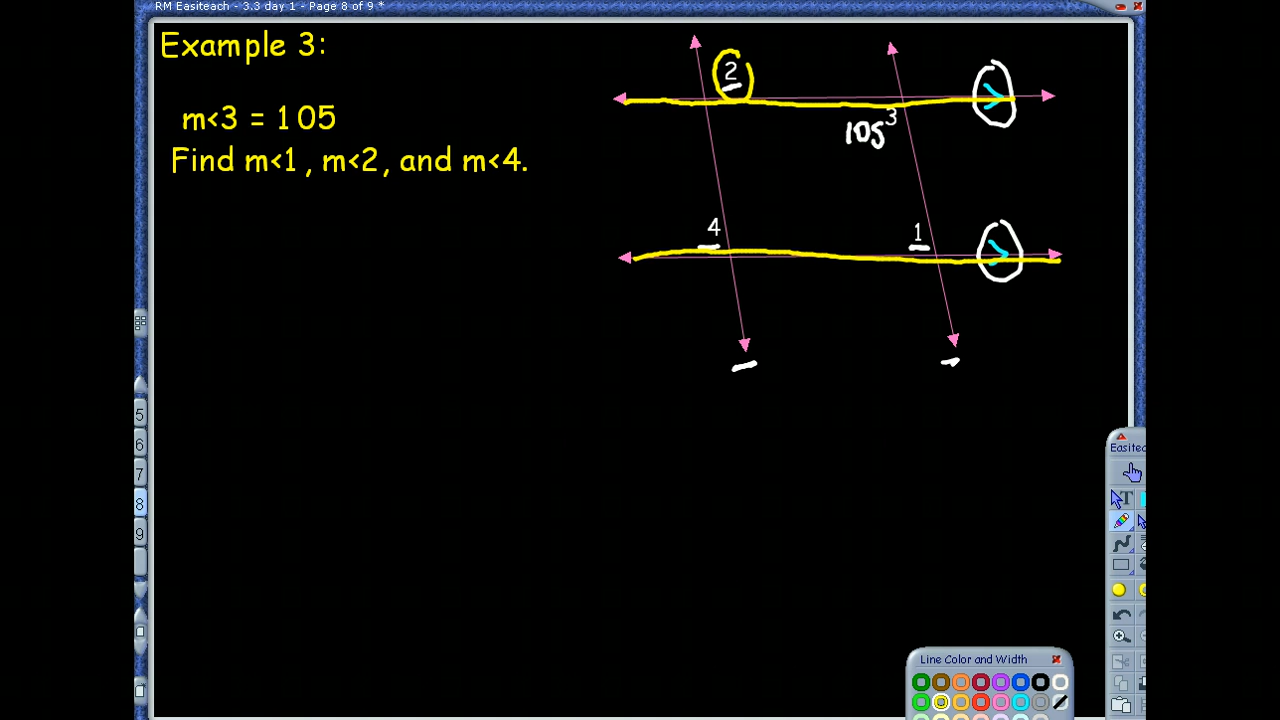 RM Easiteach - 3.3 day 1 - Page 8 of 9 *
Example 3:
m<3 = 105
Find m<1, m<2, and m<4.
2
3
105
4
1
5
6
7
8
9
Easiteac
T
Line Color and Width